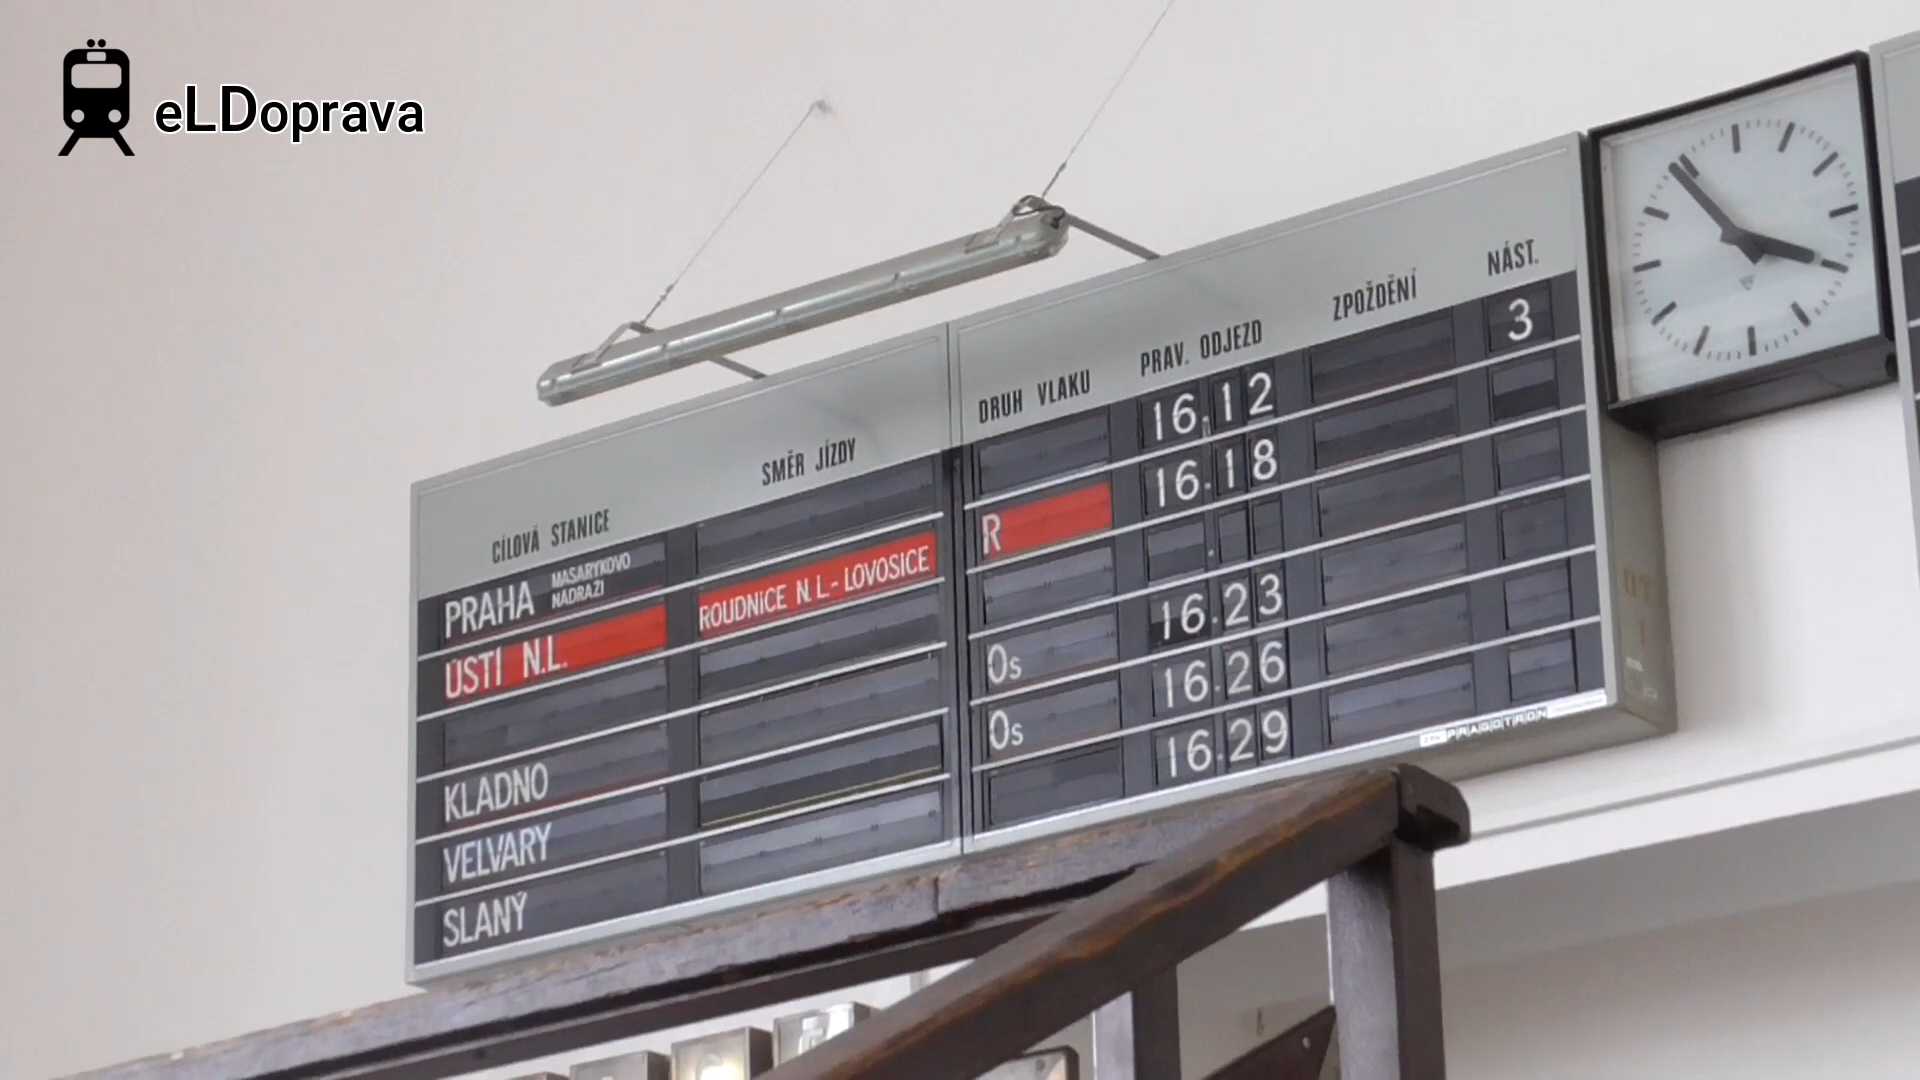 eLDoprava
CÍLOVÁ STANICE SMĚR JÍZDY DRUH VLAKU PRAV. ODJEZD ZPOŽDĚNÍ NÁST.
PRAHA MASARYKOVO NÁDRAŽÍ 16.12 3
ÚSTÍ N.L. ROUDNICE N.L.-LOVOSICE R 16.18
KLADNO Os 16.23
VELVARY Os 16.26
SLANÝ 16.29
PRAGOTRON